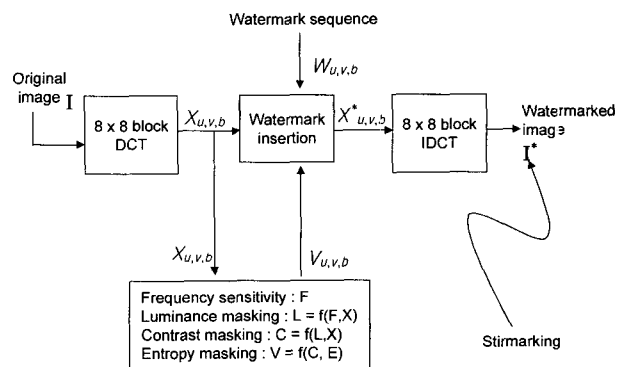 Watermark sequence
W u,v,b
Original
image I
8 x 8 block
DCT
X u,v,b
Watermark
insertion
X* u,v,b
8 x 8 block
IDCT
Watermarked
image
I*
X u,v,b
V u,v,b
Frequency sensitivity : F
Luminance masking : L = f(F,X)
Contrast masking : C = f(L,X)
Entropy masking : V = f(C, E)
Stirmarking